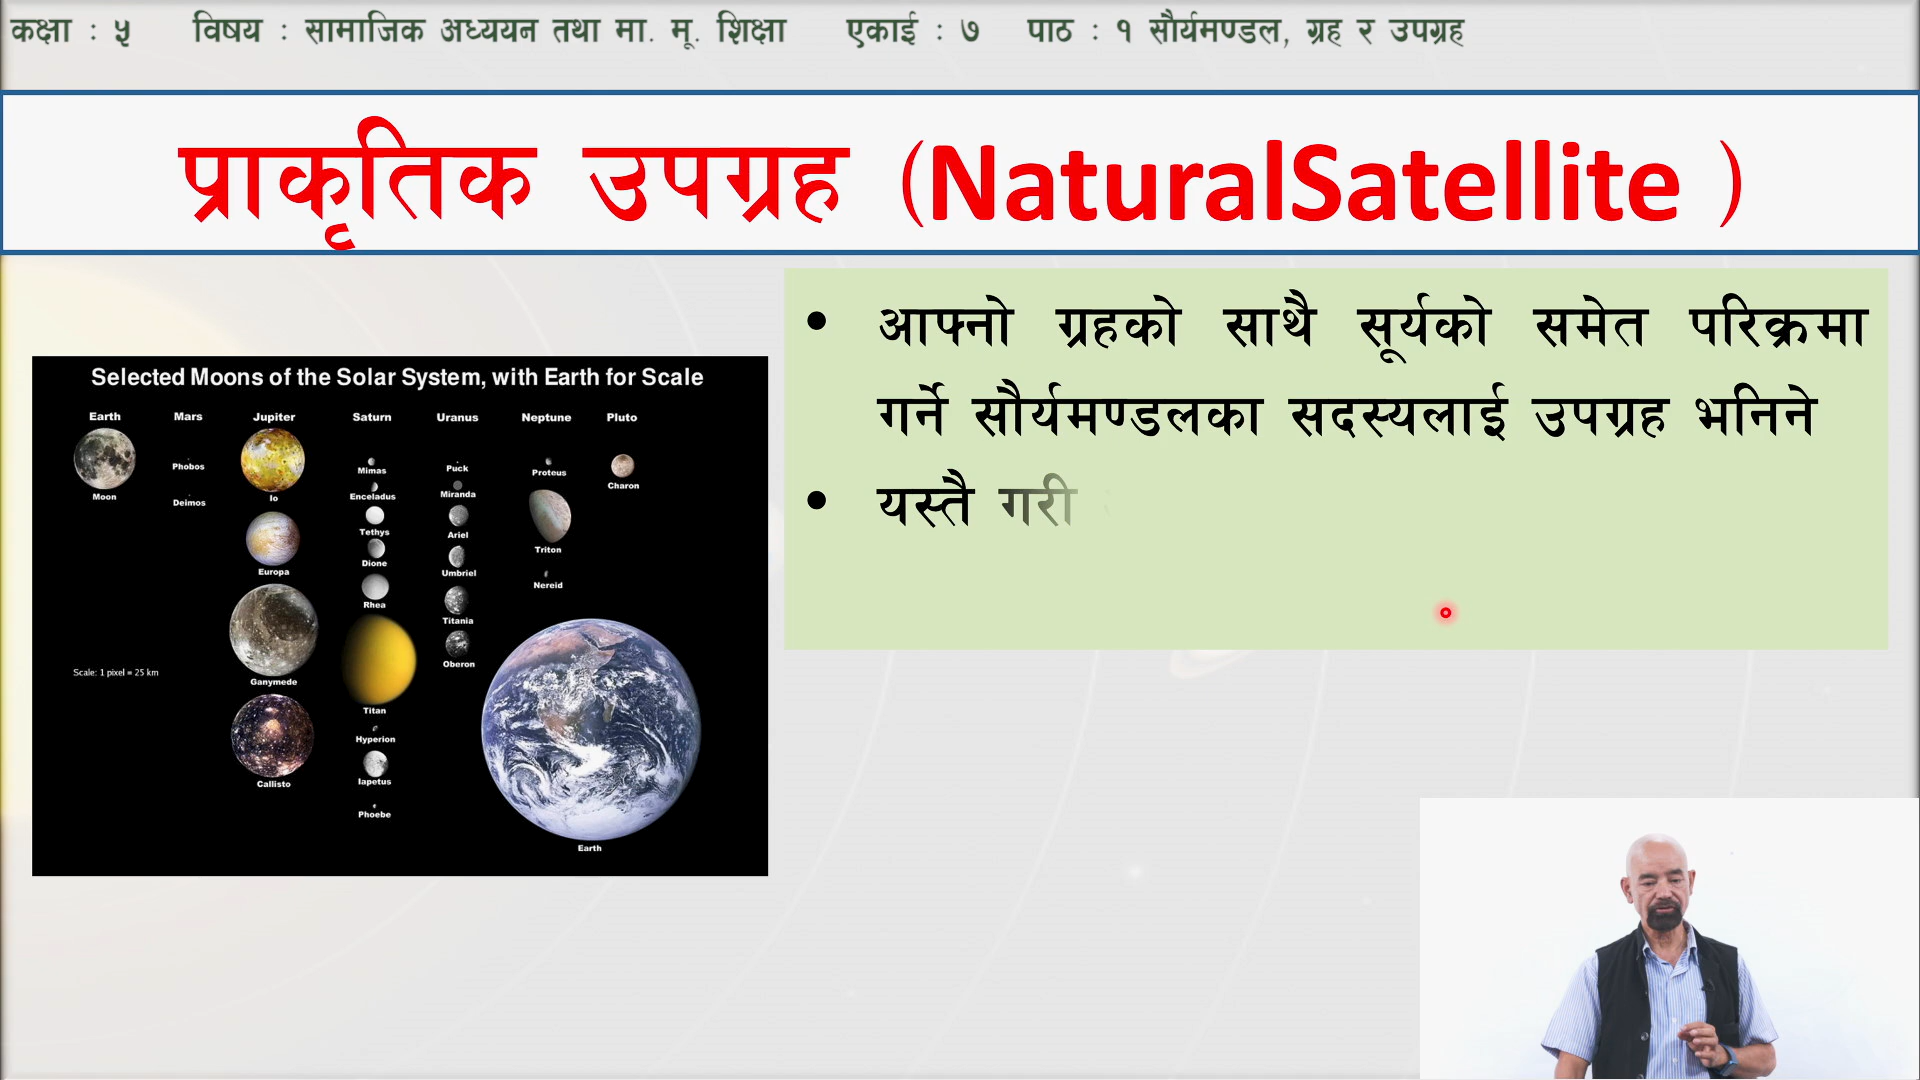 कक्षा : ५ विषय : सामाजिक अध्ययन तथा मा. मू. शिक्षा एकाई : ७ पाठ : १ सौर्यमण्डल, ग्रह र उपग्रह
प्राकृतिक उपग्रह (NaturalSatellite )
• आफ्नो ग्रहको साथै सूर्यको समेत परिक्रमा
गर्ने सौर्यमण्डलका सदस्यलाई उपग्रह भनिने
• यस्तै गरी
Selected Moons of the Solar System, with Earth for Scale
Earth Mars Jupiter Saturn Uranus Neptune Pluto
Moon
Phobos
Deimos
Io
Europa
Ganymede
Callisto
Mimas
Enceladus
Tethys
Dione
Rhea
Titan
Hyperion
Iapetus
Phoebe
Puck
Miranda
Ariel
Umbriel
Titania
Oberon
Proteus
Triton
Nereid
Charon
Earth
Scale: 1 pixel = 25 km